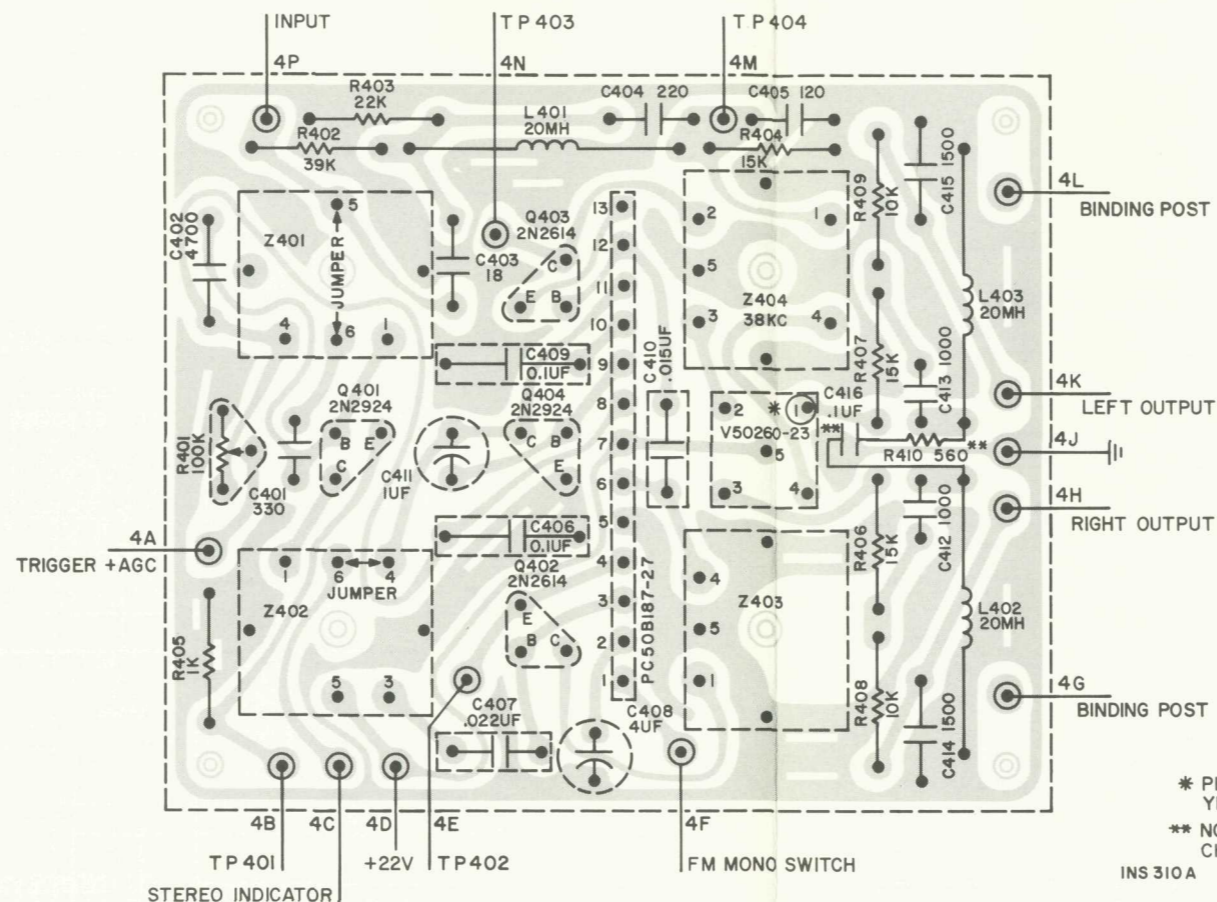 INPUT
TP403
TP404
4P
4N
4M
R403
22K
C404 220
C405 120
L401
20MH
R402
39K
R404
15K
C402
4700
Z401
5
JUMPER
4
6
1
C403
18
Q403
2N2614
C
E
B
13
12
11
10
9
8
7
6
5
4
3
2
1
PC50B187-27
2
1
5
Z404
38KC
3
4
R409
10K
C415 1500
4L
BINDING POST
L403
20MH
R407
15K
C413 1000
4K
LEFT OUTPUT
C409
0.1UF
C410
.015UF
Q401
2N2924
B
E
C
Q404
2N2924
C
B
E
C411
1UF
R401
100K
C401
330
2
*
1
V50260-23
5
3
4
C416
.1UF
**
R410 560
**
4J
4H
RIGHT OUTPUT
4A
TRIGGER +AGC
C406
0.1UF
1
6
4
JUMPER
Z402
5
3
Q402
2N2614
E
B
C
4
Z403
5
1
R406
15K
C412 1000
L402
20MH
R405
1K
R408
10K
C414 1500
4G
BINDING POST
C407
.022UF
C408
4UF
4B
4C
4D
4E
4F
TP401
+22V
TP402
FM MONO SWITCH
STEREO INDICATOR
*
**
INS 310A